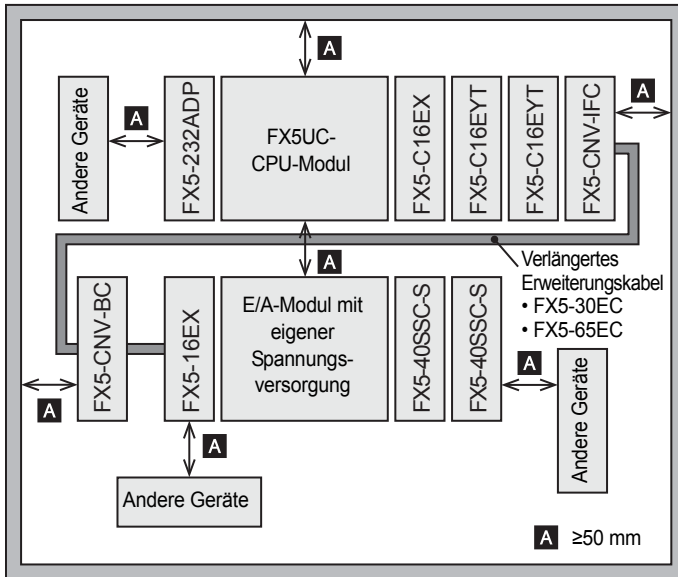 A
Andere Geräte
A
FX5-232ADP
FX5UC-
CPU-Modul
FX5-C16EX
FX5-C16EYT
FX5-C16EYT
FX5-CNV-IFC
A
A
Verlängertes
Erweiterungskabel
• FX5-30EC
• FX5-65EC
FX5-CNV-BC
FX5-16EX
E/A-Modul mit
eigener
Spannungs-
versorgung
FX5-40SSC-S
FX5-40SSC-S
A
A
A
Andere Geräte
Andere Geräte
A ≥50 mm